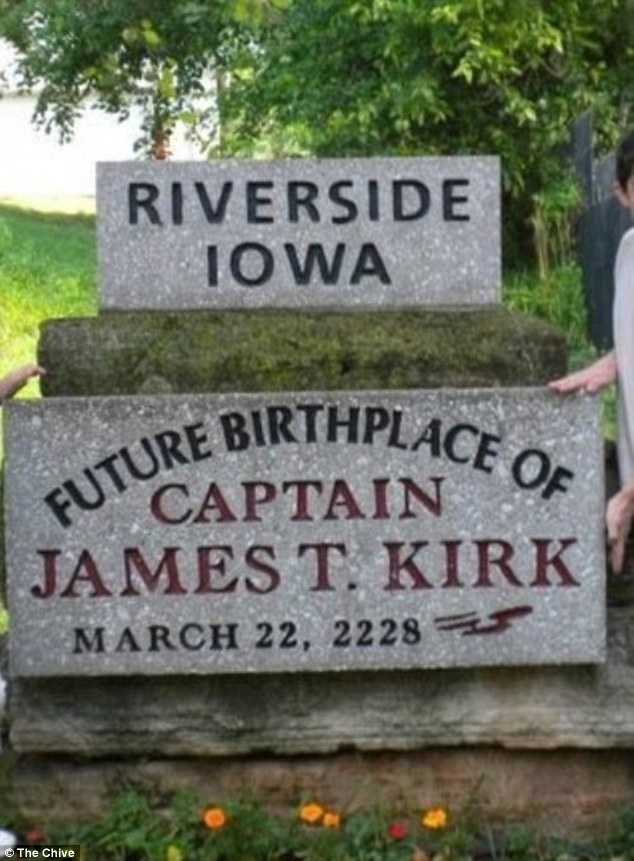 RIVERSIDE
IOWA
FUTURE BIRTHPLACE OF
CAPTAIN
JAMES T. KIRK
MARCH 22, 2228
© The Chive